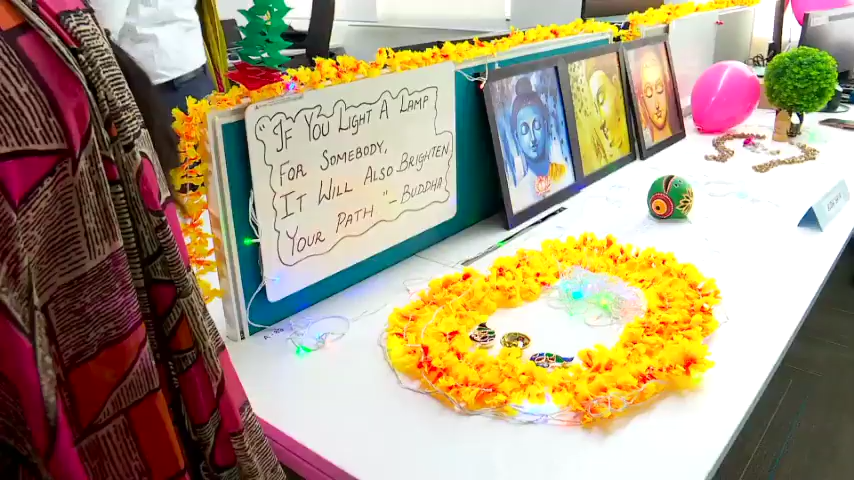 "IF YOU LIGHT A LAMP
FOR SOMEBODY,
IT WILL ALSO BRIGHTEN
YOUR PATH" - BUDDHA